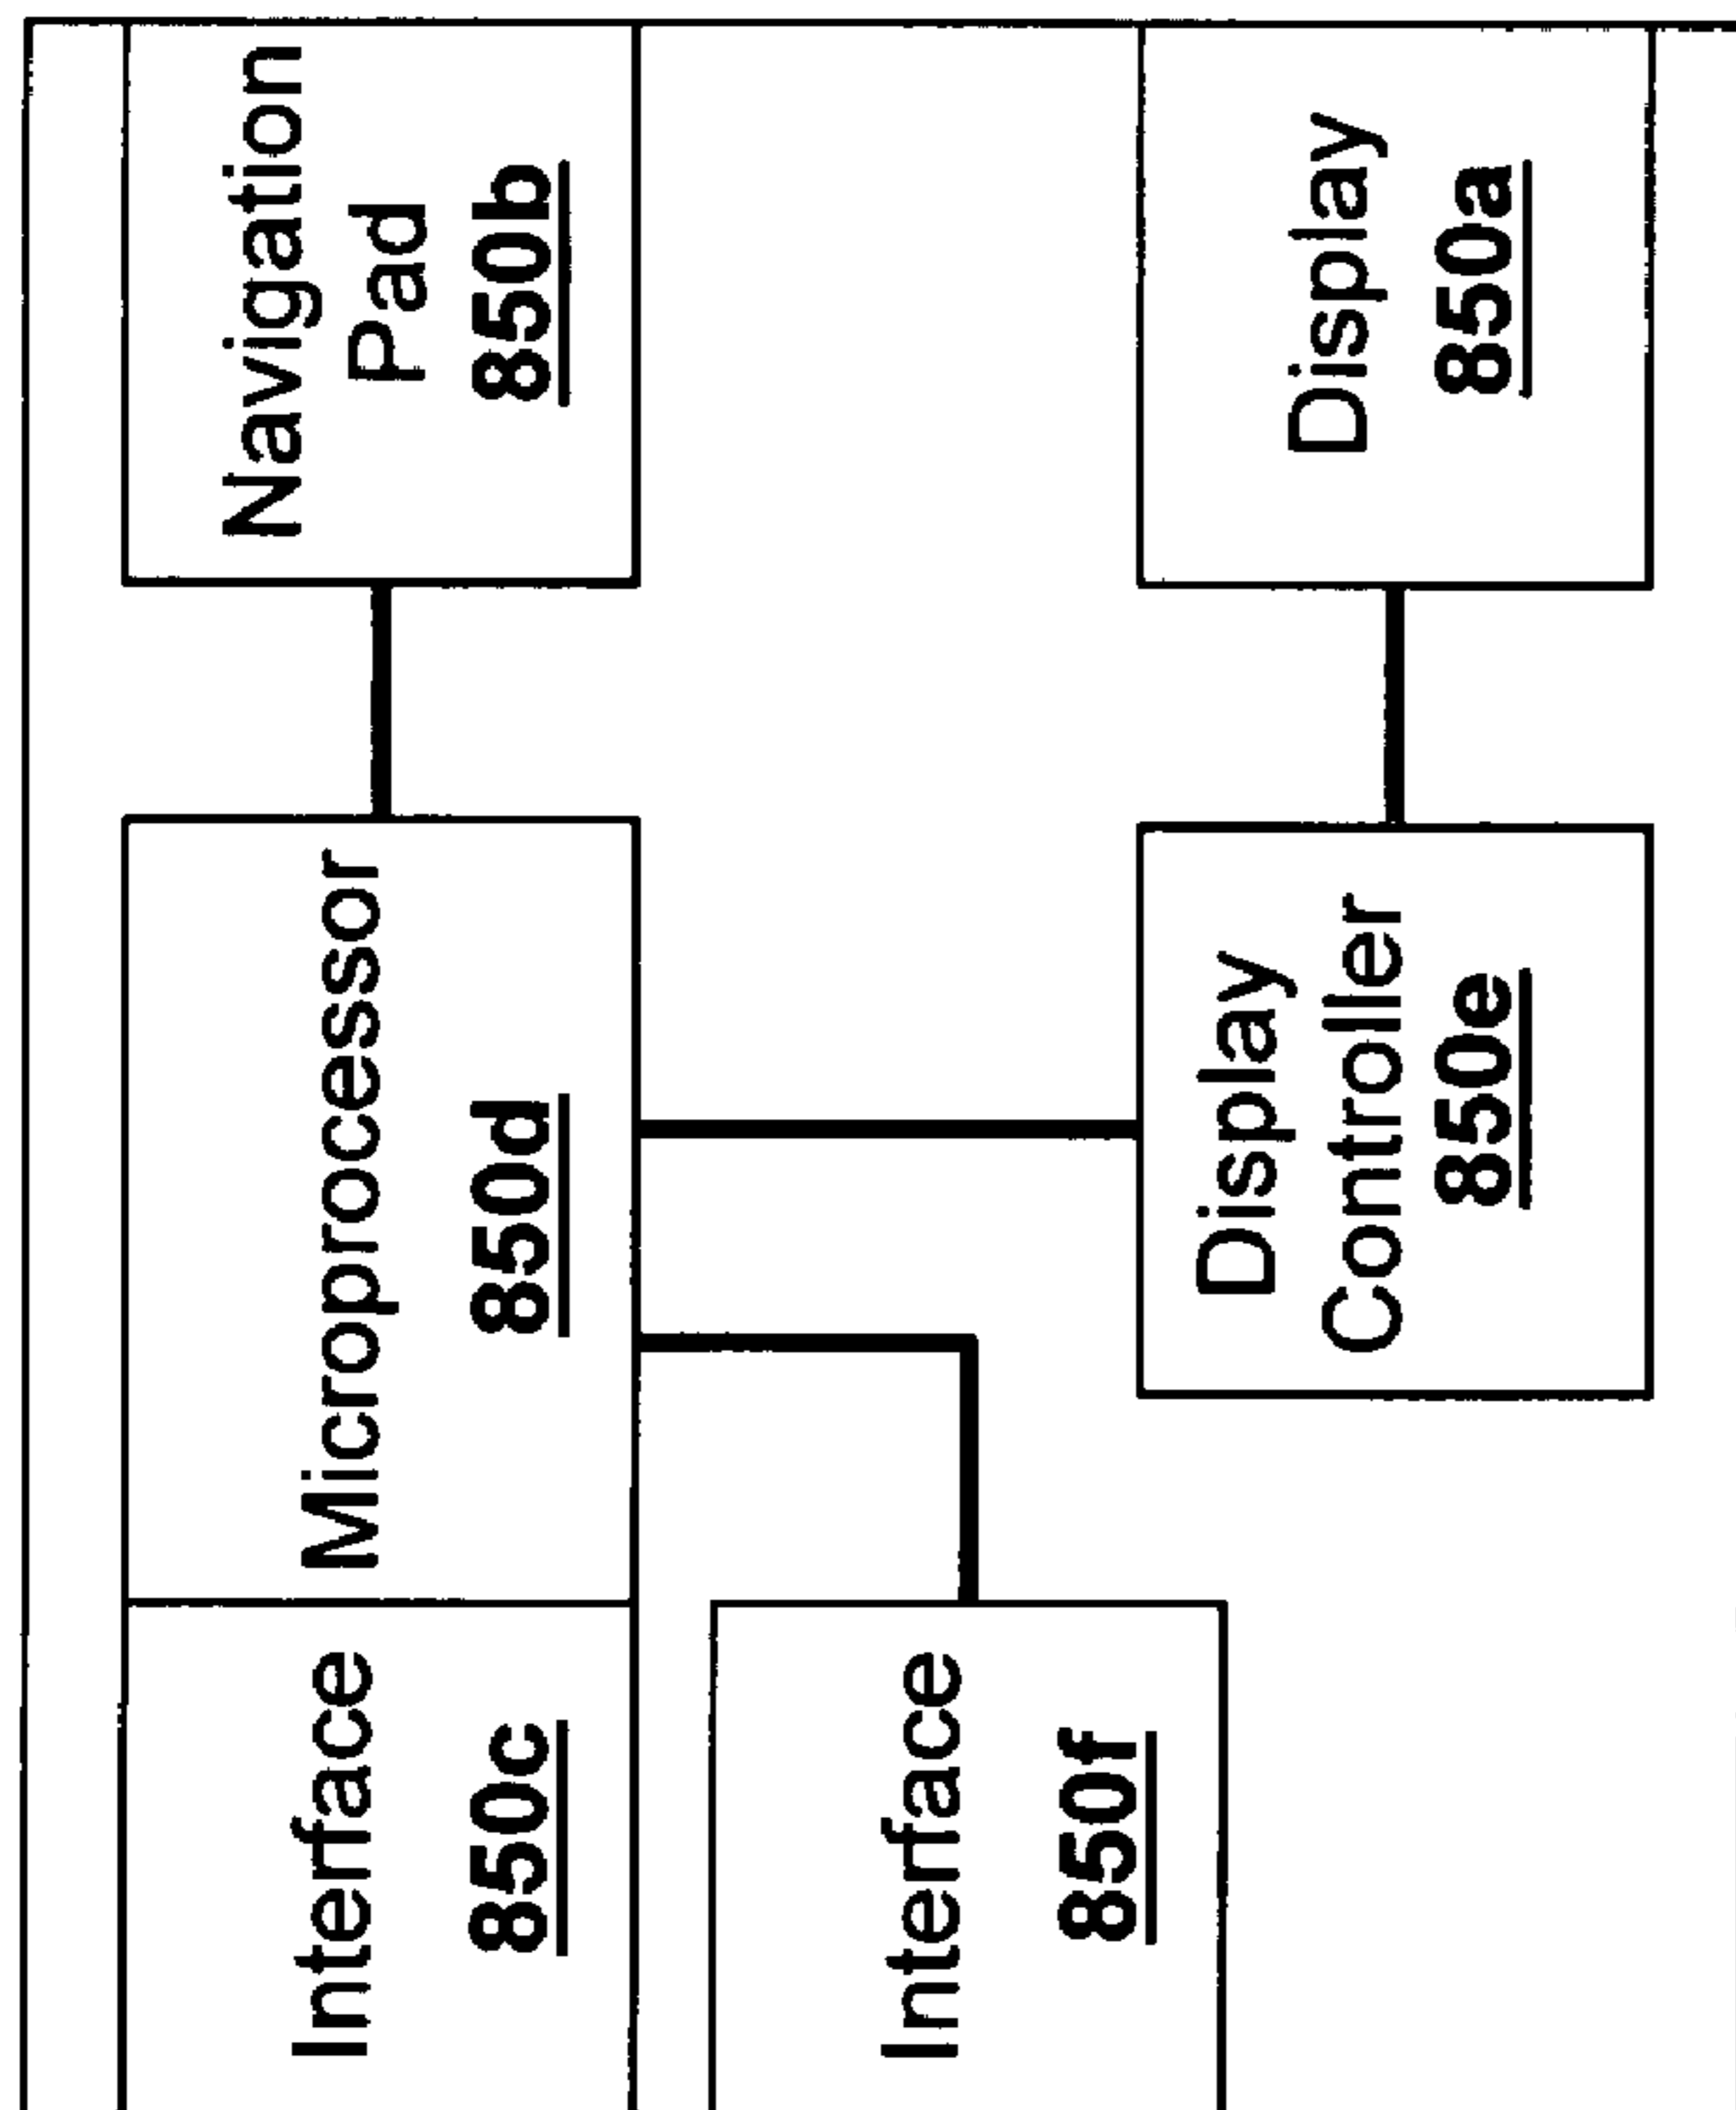 Interface
850c
Microprocessor
850d
Navigation
Pad
850b
Interface
850f
Display
Controller
850e
Display
850a